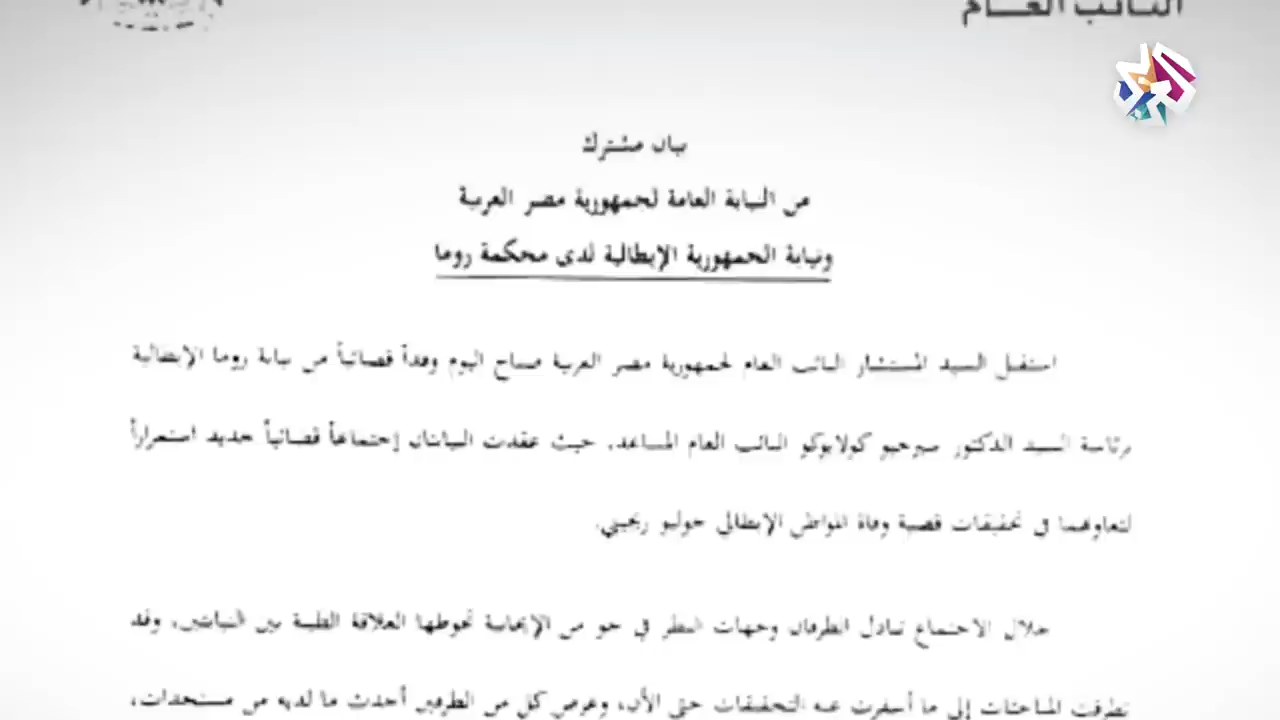 النائب العام
بيان مشترك
من النيابة العامة لجمهورية مصر العربية
ونيابة الجمهورية الإيطالية لدى محكمة روما
استقبل السيد المستشار النائب العام لجمهورية مصر العربية صباح اليوم وفداً قضائياً من نيابة روما الإيطالية
برئاسة السيد الدكتور سيرجيو كولايوكو النائب العام المساعد، حيث عقدت النيابتان إجتماعاً قضائياً جديد استمراراً
لتعاونهما في تحقيقات قضية وفاة المواطن الإيطالي جوليو ريجيني.
خلال الاجتماع تبادل الطرفان وجهات النظر في جو من الإيجابية تحوطها العلاقة الطيبة بين النيابتين، وقد
تطرقت المباحثات إلى ما أسفرت عنه التحقيقات حتى الأن، وعرض كل من الطرفين أحدث ما لديه من مستجدات،